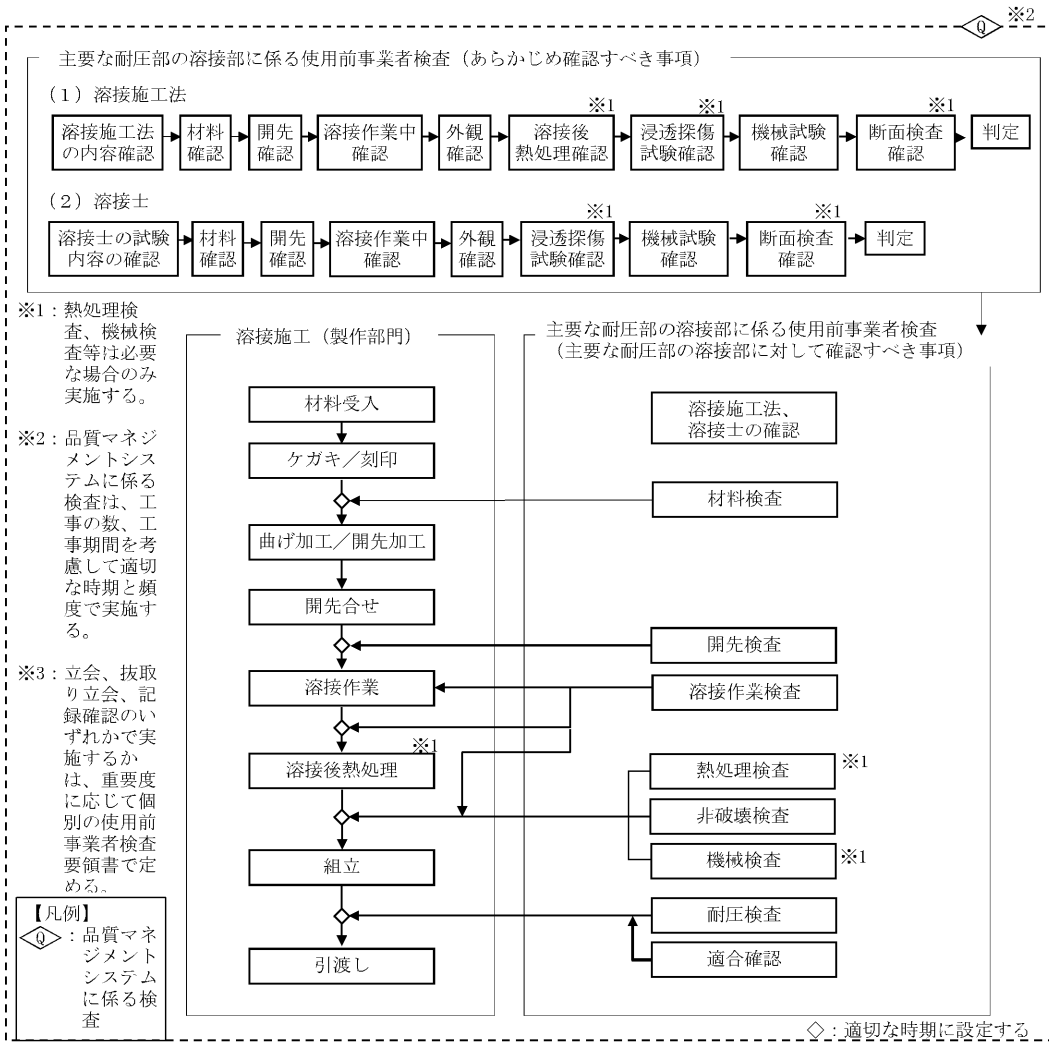 Q
※2
主要な耐圧部の溶接部に係る使用前事業者検査（あらかじめ確認すべき事項）
（1）溶接施工法
溶接施工法
の内容確認
材料
確認
開先
確認
溶接作業中
確認
外観
確認
※1
溶接後
熱処理確認
※1
浸透探傷
試験確認
機械試験
確認
※1
断面検査
確認
判定
（2）溶接士
溶接士の試験
内容の確認
材料
確認
開先
確認
溶接作業中
確認
外観
確認
※1
浸透探傷
試験確認
機械試験
確認
※1
断面検査
確認
判定
※1：熱処理検
査、機械検
査等は必要
な場合のみ
実施する。
※2：品質マネジ
メントシス
テムに係る
検査は、工
事の数、工
事期間を考
慮して適切
な時期と頻
度で実施す
る。
※3：立会、抜取
り立会、記
録確認のい
ずれかで実
施するか
は、重要度
に応じて個
別の使用前
事業者検査
要領書で定
める。
【凡例】
Q：品質マネ
ジメント
システム
に係る検
査
溶接施工（製作部門）
材料受入
ケガキ／刻印
曲げ加工／開先加工
開先合せ
溶接作業
※1
溶接後熱処理
組立
引渡し
主要な耐圧部の溶接部に係る使用前事業者検査
（主要な耐圧部の溶接部に対して確認すべき事項）
溶接施工法、
溶接士の確認
材料検査
開先検査
溶接作業検査
熱処理検査
※1
非破壊検査
機械検査
※1
耐圧検査
適合確認
◇：適切な時期に設定する